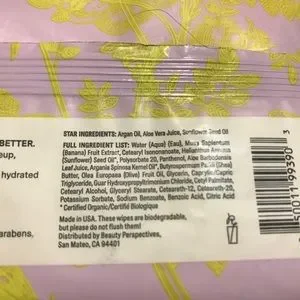 STAR INGREDIENTS: Argan Oil, Aloe Vera Juice, Sunflower Seed Oil
BETTER.
FULL INGREDIENT LIST: Water (Aqua) (Eau), Musa Sapientum
eup,
(Banana) Fruit Extract, Cetearyl Isononanoate, Helianthus Annuus
(Sunflower) Seed Oil*, Polysorbate 20, Panthenol, Aloe Barbadensis
hydrated
Leaf Juice, Argania Spinosa Kernel Oil*, Butyrospermum Parkii (Shea)
Butter, Olea Europaea (Olive) Fruit Oil, Glycerin, Caprylic/Capric
Triglyceride, Guar Hydroxypropyltrimonium Chloride, Cetyl Palmitate,
Cetearyl Alcohol, Glyceryl Stearate, Ceteareth-12, Ceteareth-20,
Potassium Sorbate, Sodium Benzoate, Benzoic Acid, Citric Acid
* Certified Organic/Certifié Biologique
arabens,
Made in USA. These wipes are biodegradable,
but please do not flush down toilet.
Distributed by Beauty Perspectives,
San Mateo, CA 94401